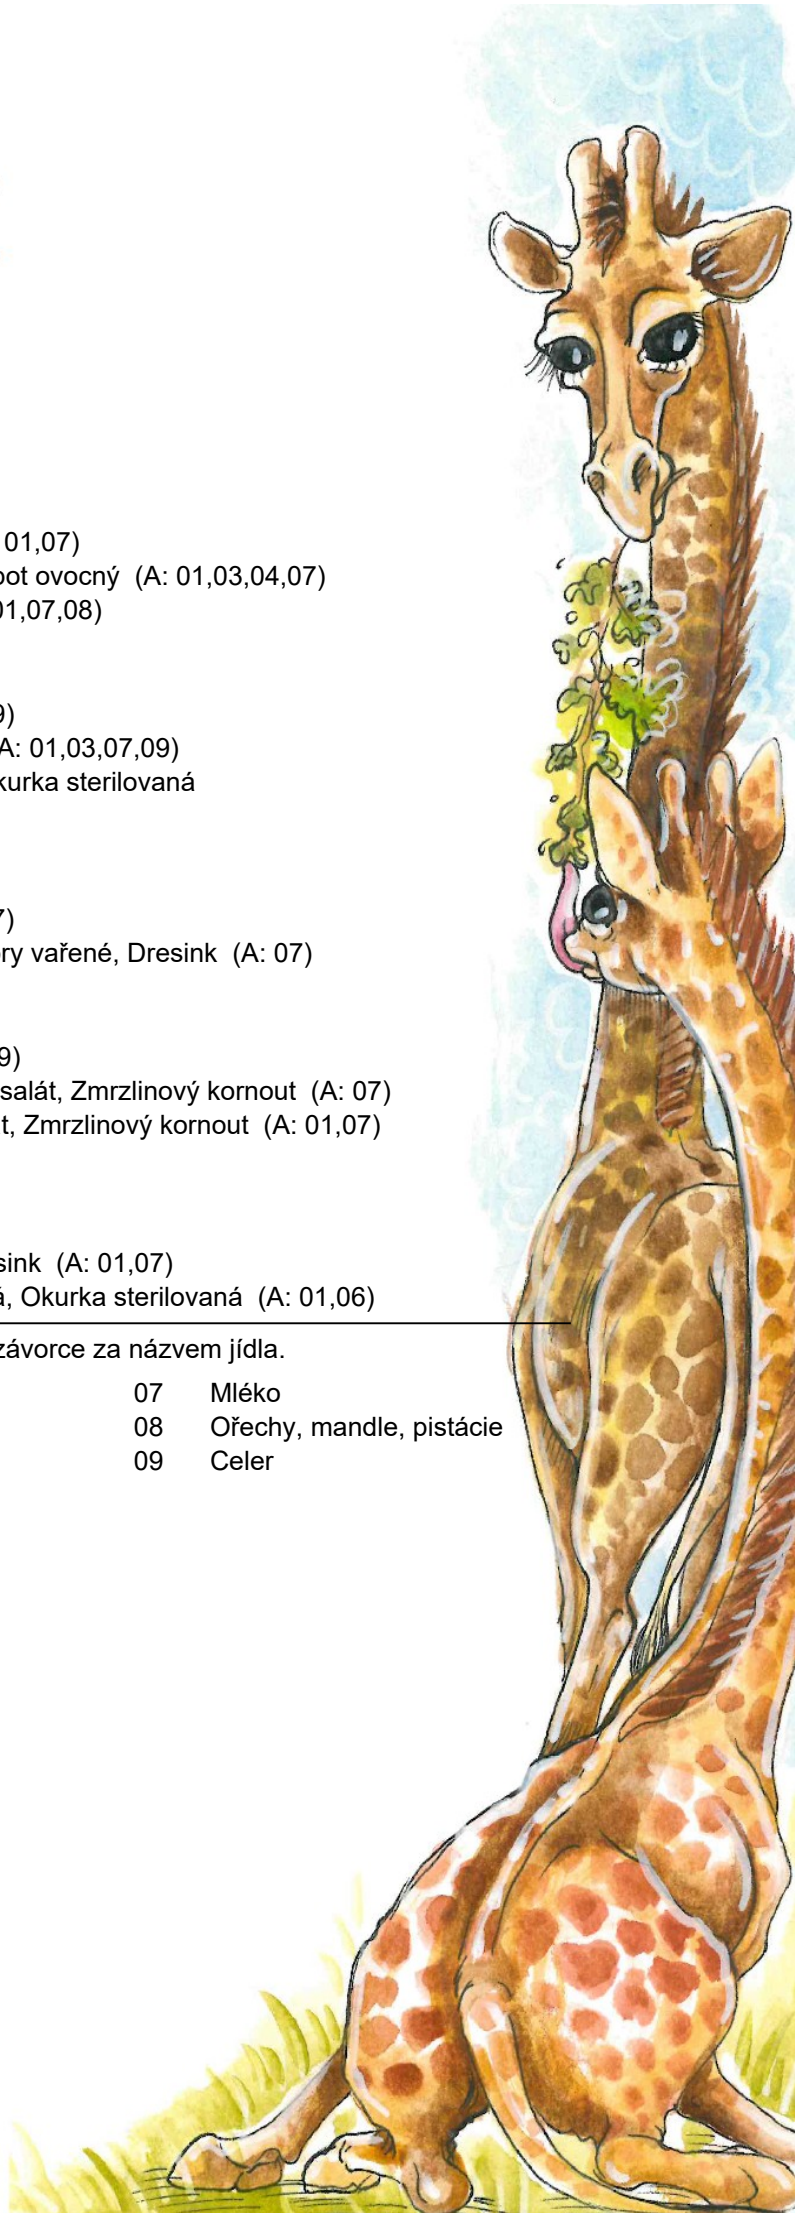 01,07)
pot ovocný (A: 01,03,04,07)
01,07,08)
9)
A: 01,03,07,09)
kurka sterilovaná
7)
ory vařené, Dresink (A: 07)
9)
salát, Zmrzlinový kornout (A: 07)
t, Zmrzlinový kornout (A: 01,07)
sink (A: 01,07)
á, Okurka sterilovaná (A: 01,06)
závorce za názvem jídla.
07 Mléko
08 Ořechy, mandle, pistácie
09 Celer